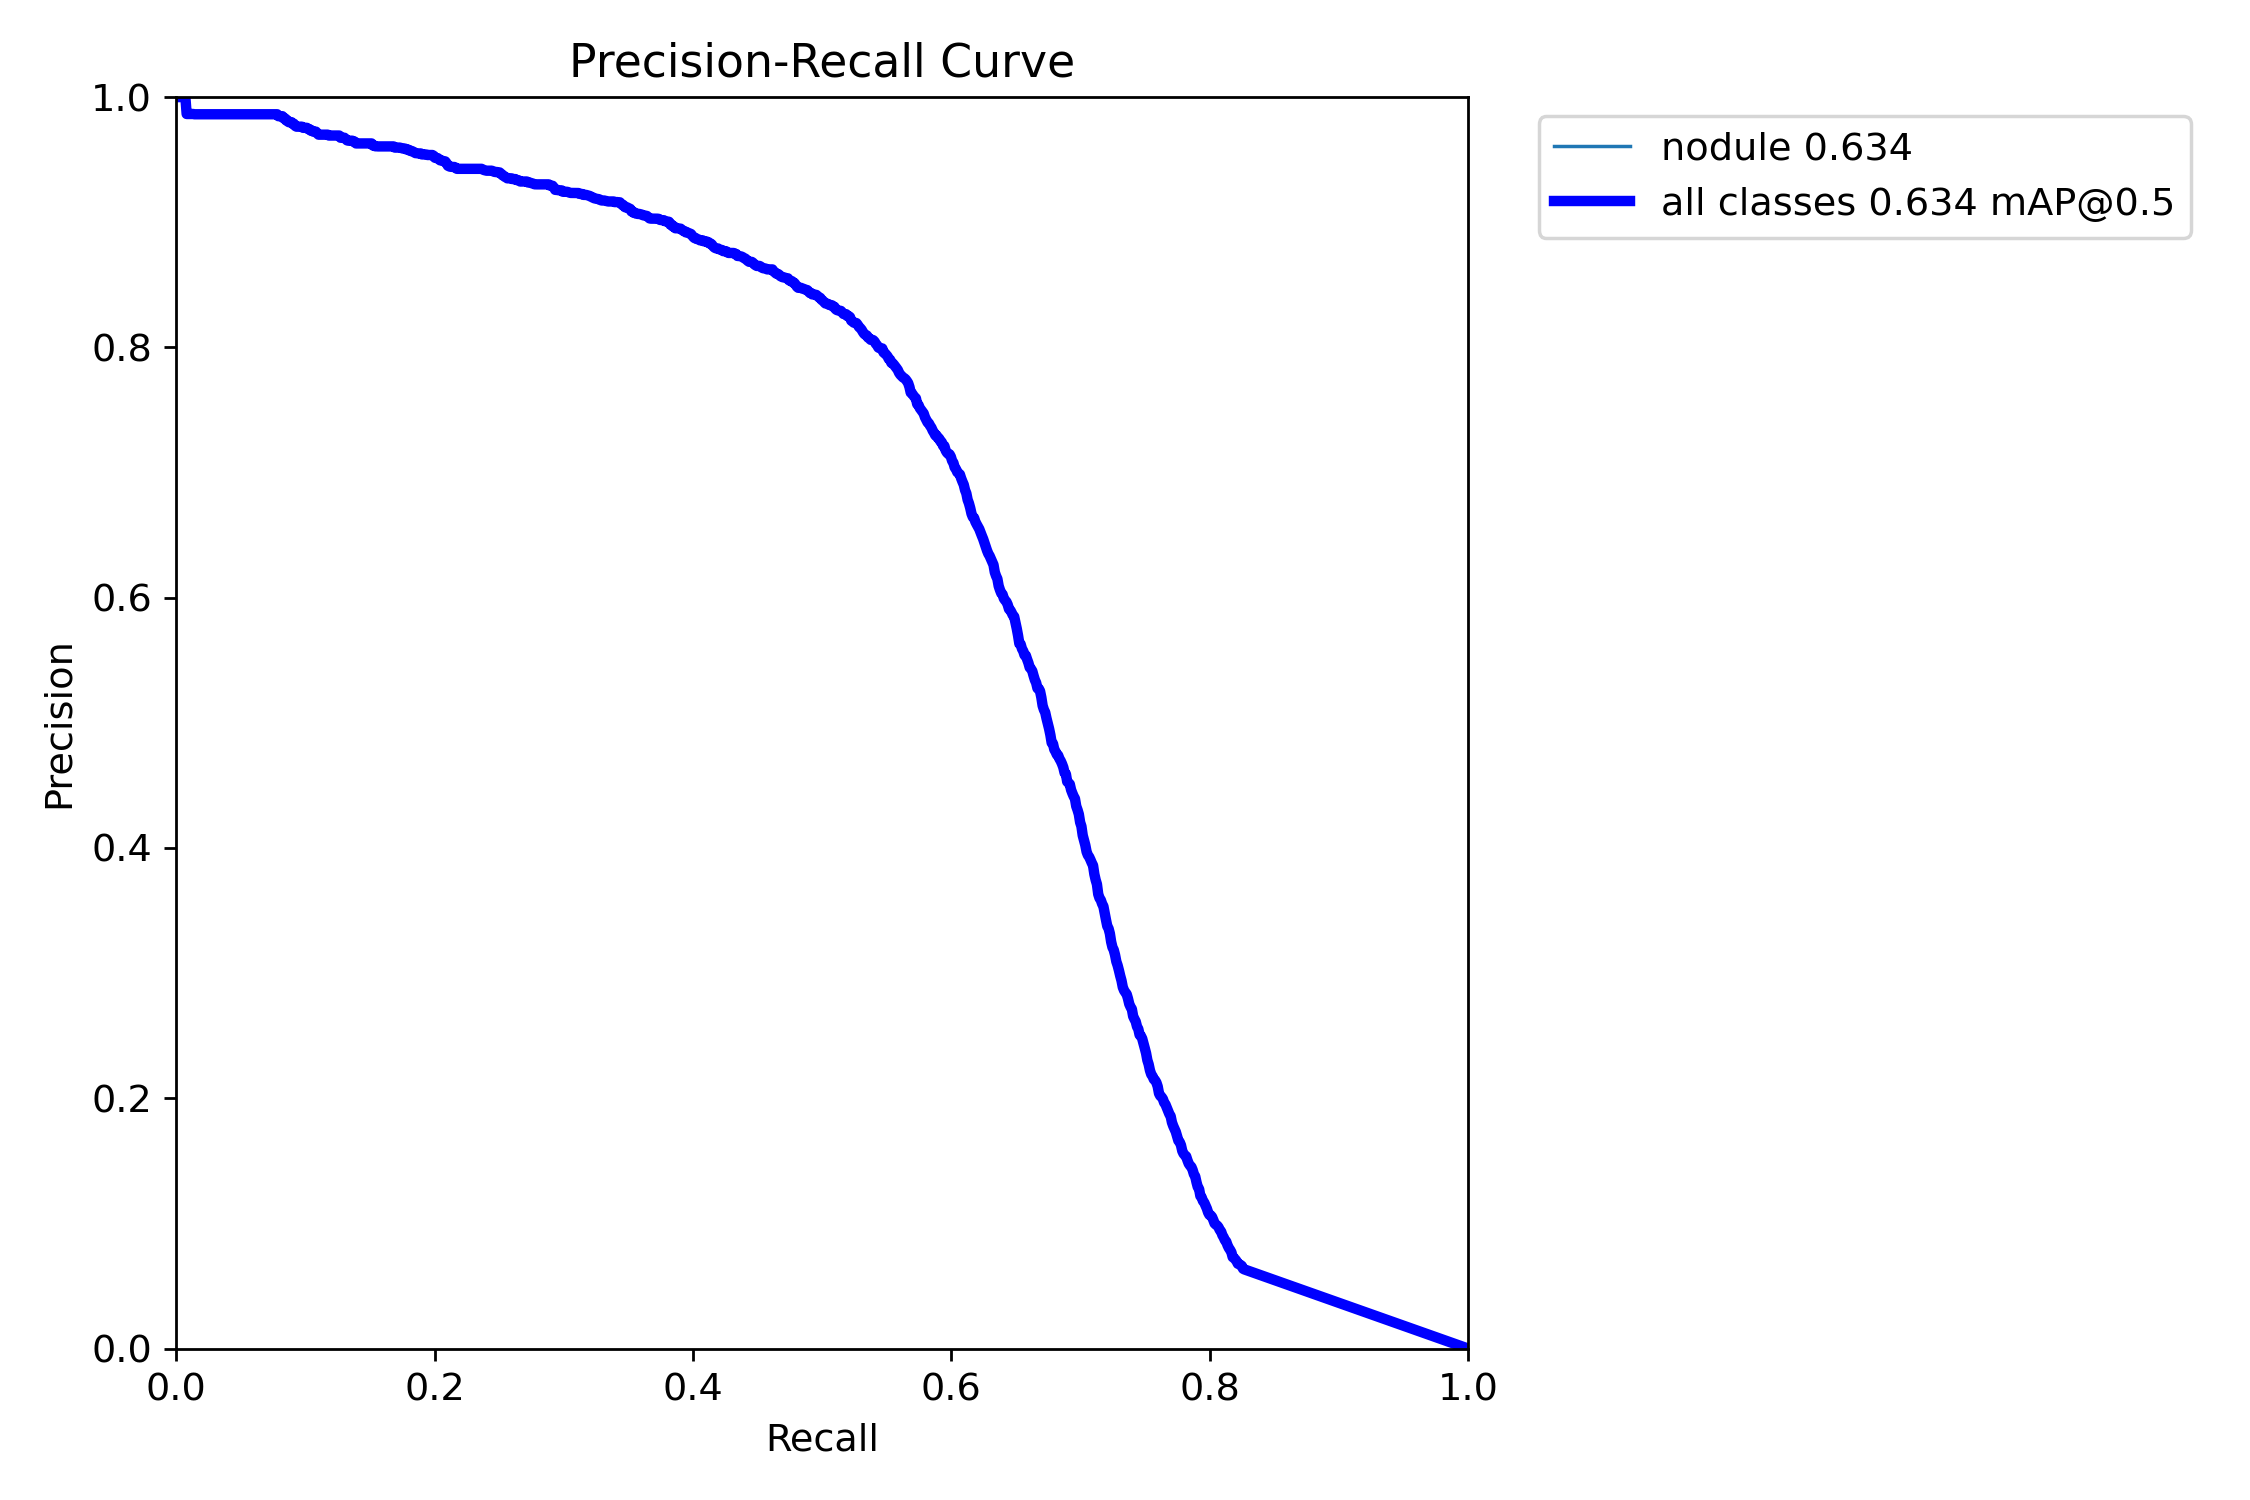 Precision-Recall Curve
1.0
0.8
0.6
0.4
0.2
0.0
Precision
0.0 0.2 0.4 0.6 0.8 1.0
Recall
nodule 0.634
all classes 0.634 mAP@0.5